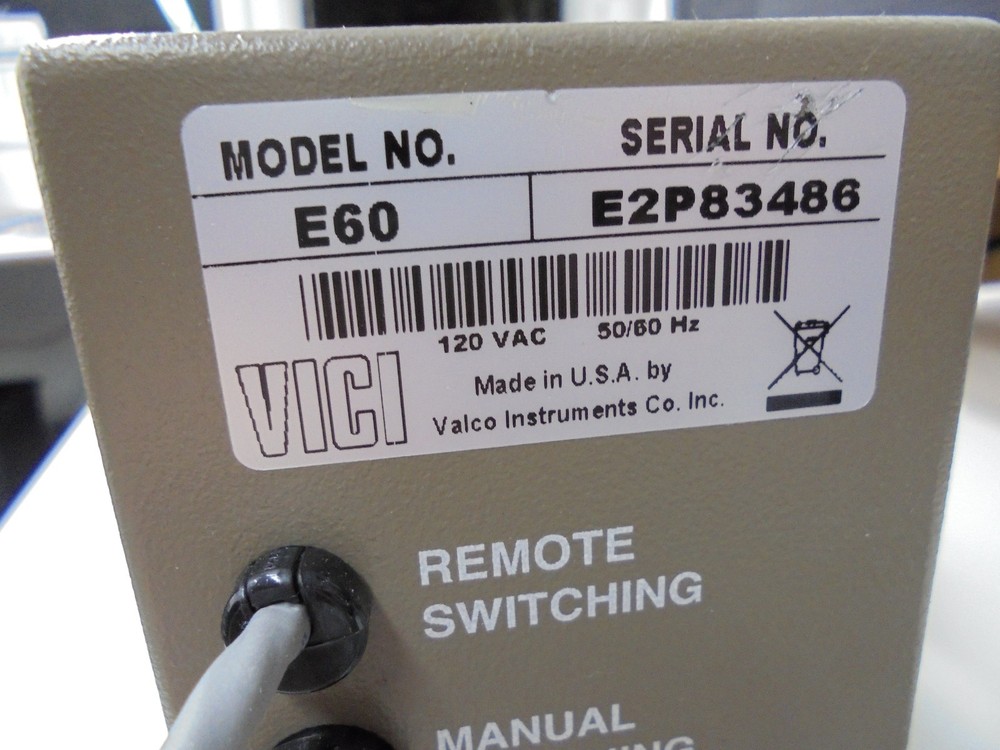 MODEL NO. SERIAL NO.
E60 E2P83486
120 VAC 50/60 Hz
VICI
Made in U.S.A. by
Valco Instruments Co. Inc.
REMOTE
SWITCHING
MANUAL